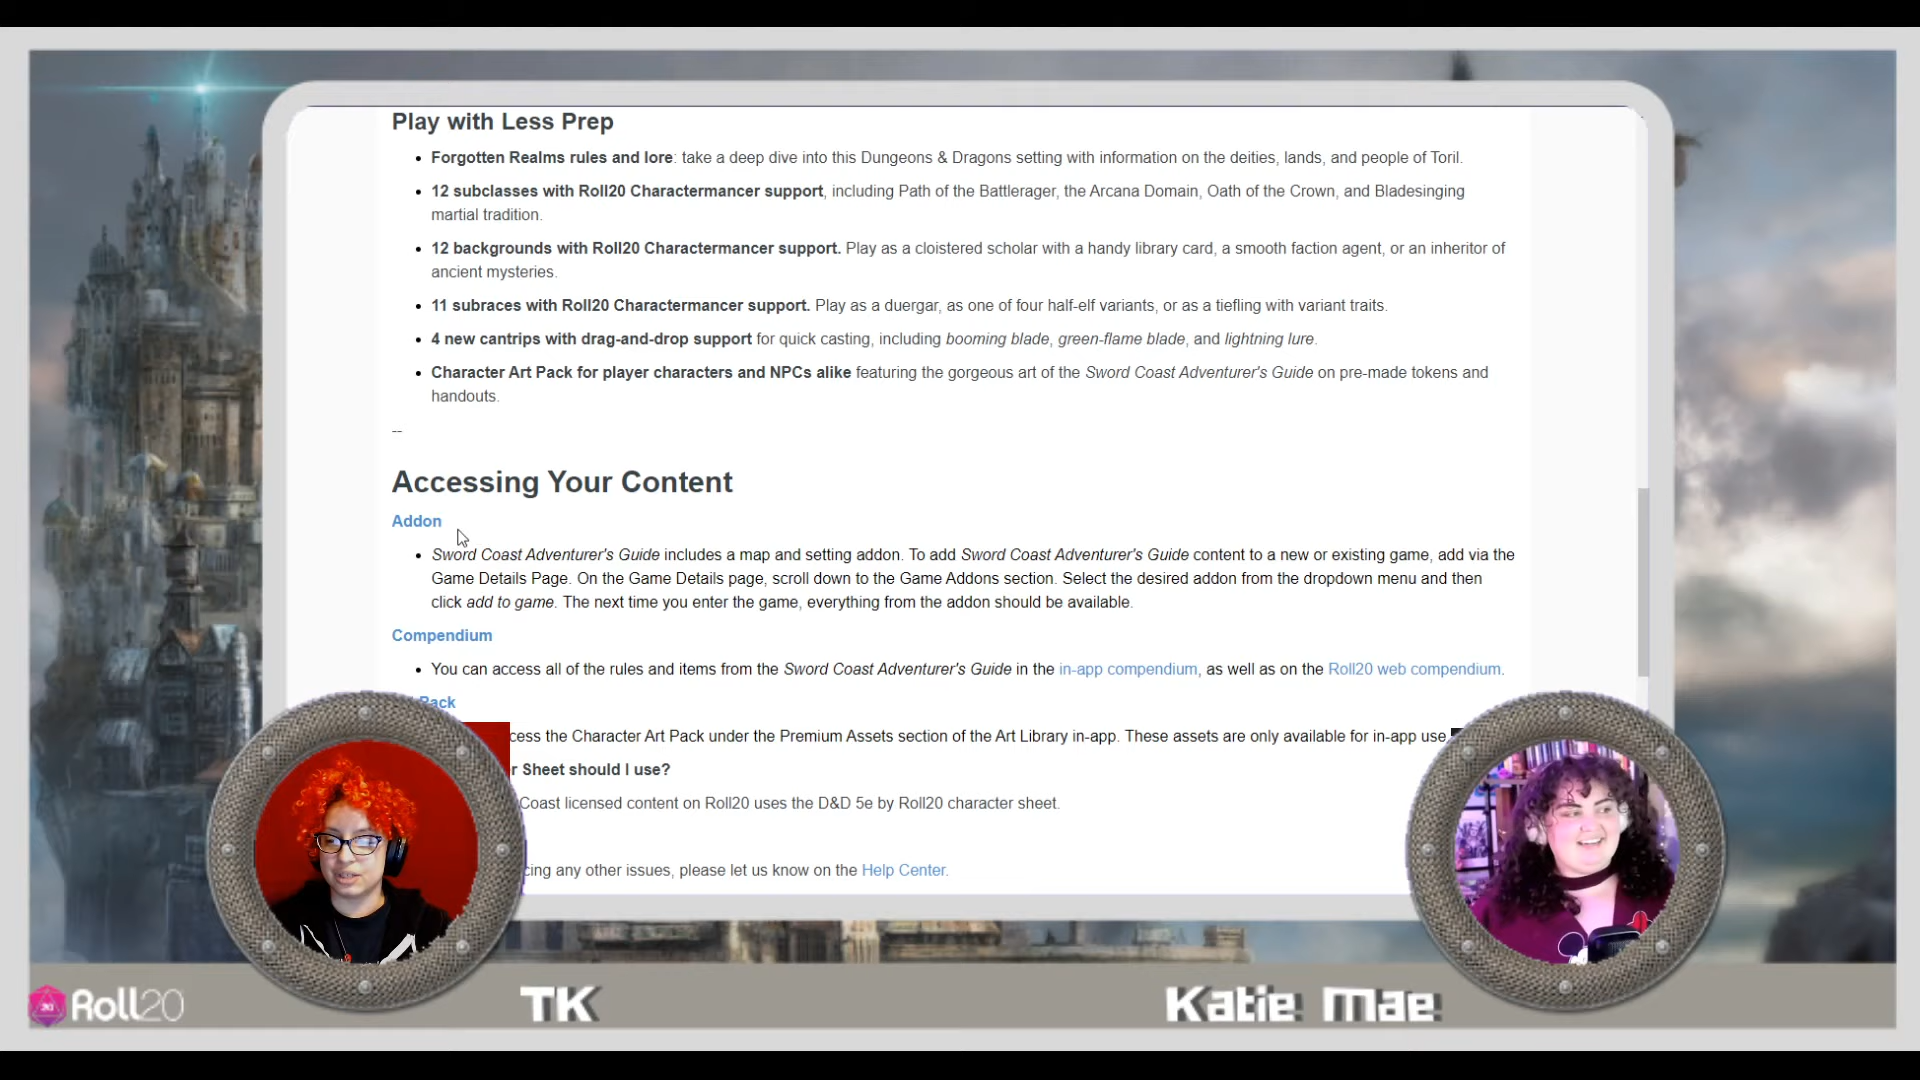 Play with Less Prep
• Forgotten Realms rules and lore: take a deep dive into this Dungeons & Dragons setting with information on the deities, lands, and people of Toril.
• 12 subclasses with Roll20 Charactermancer support, including Path of the Battlerager, the Arcana Domain, Oath of the Crown, and Bladesinging
martial tradition.
• 12 backgrounds with Roll20 Charactermancer support. Play as a cloistered scholar with a handy library card, a smooth faction agent, or an inheritor of
ancient mysteries.
• 11 subraces with Roll20 Charactermancer support. Play as a duergar, as one of four half-elf variants, or as a tiefling with variant traits.
• 4 new cantrips with drag-and-drop support for quick casting, including booming blade, green-flame blade, and lightning lure.
• Character Art Pack for player characters and NPCs alike featuring the gorgeous art of the Sword Coast Adventurer's Guide on pre-made tokens and
handouts.
--
Accessing Your Content
Addon
• Sword Coast Adventurer's Guide includes a map and setting addon. To add Sword Coast Adventurer's Guide content to a new or existing game, add via the
Game Details Page. On the Game Details page, scroll down to the Game Addons section. Select the desired addon from the dropdown menu and then
click add to game. The next time you enter the game, everything from the addon should be available.
Compendium
• You can access all of the rules and items from the Sword Coast Adventurer's Guide in the in-app compendium, as well as on the Roll20 web compendium.
Pack
cess the Character Art Pack under the Premium Assets section of the Art Library in-app. These assets are only available for in-app use
r Sheet should I use?
Coast licensed content on Roll20 uses the D&D 5e by Roll20 character sheet.
cing any other issues, please let us know on the Help Center.
Roll20
TK
Katie Mae